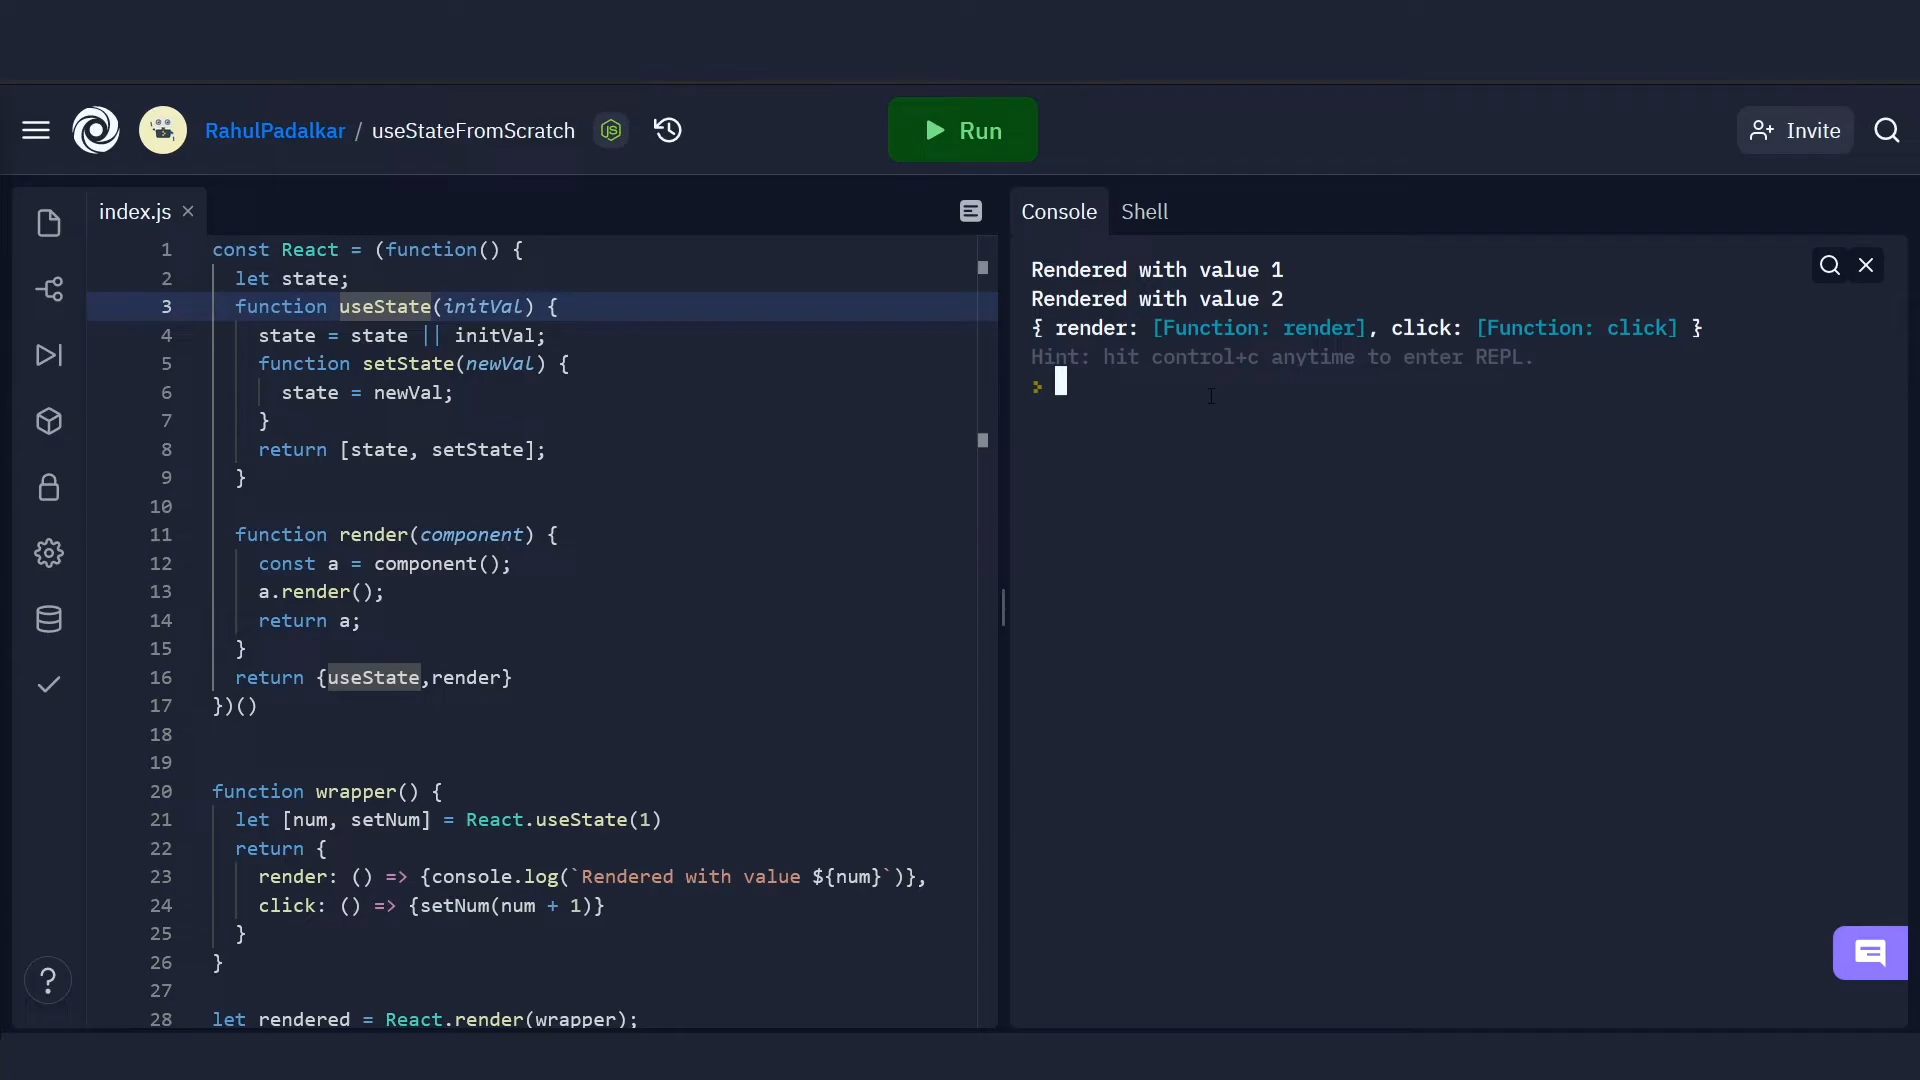 RahulPadalkar / useStateFromScratch
JS
Run
Invite
index.js
1 const React = (function() {
2 let state;
3 function useState(initVal) {
4 state = state || initVal;
5 function setState(newVal) {
6 state = newVal;
7 }
8 return [state, setState];
9 }
10
11 function render(component) {
12 const a = component();
13 a.render();
14 return a;
15 }
16 return {useState,render}
17 })()
18
19
20 function wrapper() {
21 let [num, setNum] = React.useState(1)
22 return {
23 render: () => {console.log(`Rendered with value ${num}`)},
24 click: () => {setNum(num + 1)}
25 }
26 }
27
28 let rendered = React.render(wrapper);
?
Console Shell
Rendered with value 1
Rendered with value 2
{ render: [Function: render], click: [Function: click] }
Hint: hit control+c anytime to enter REPL.